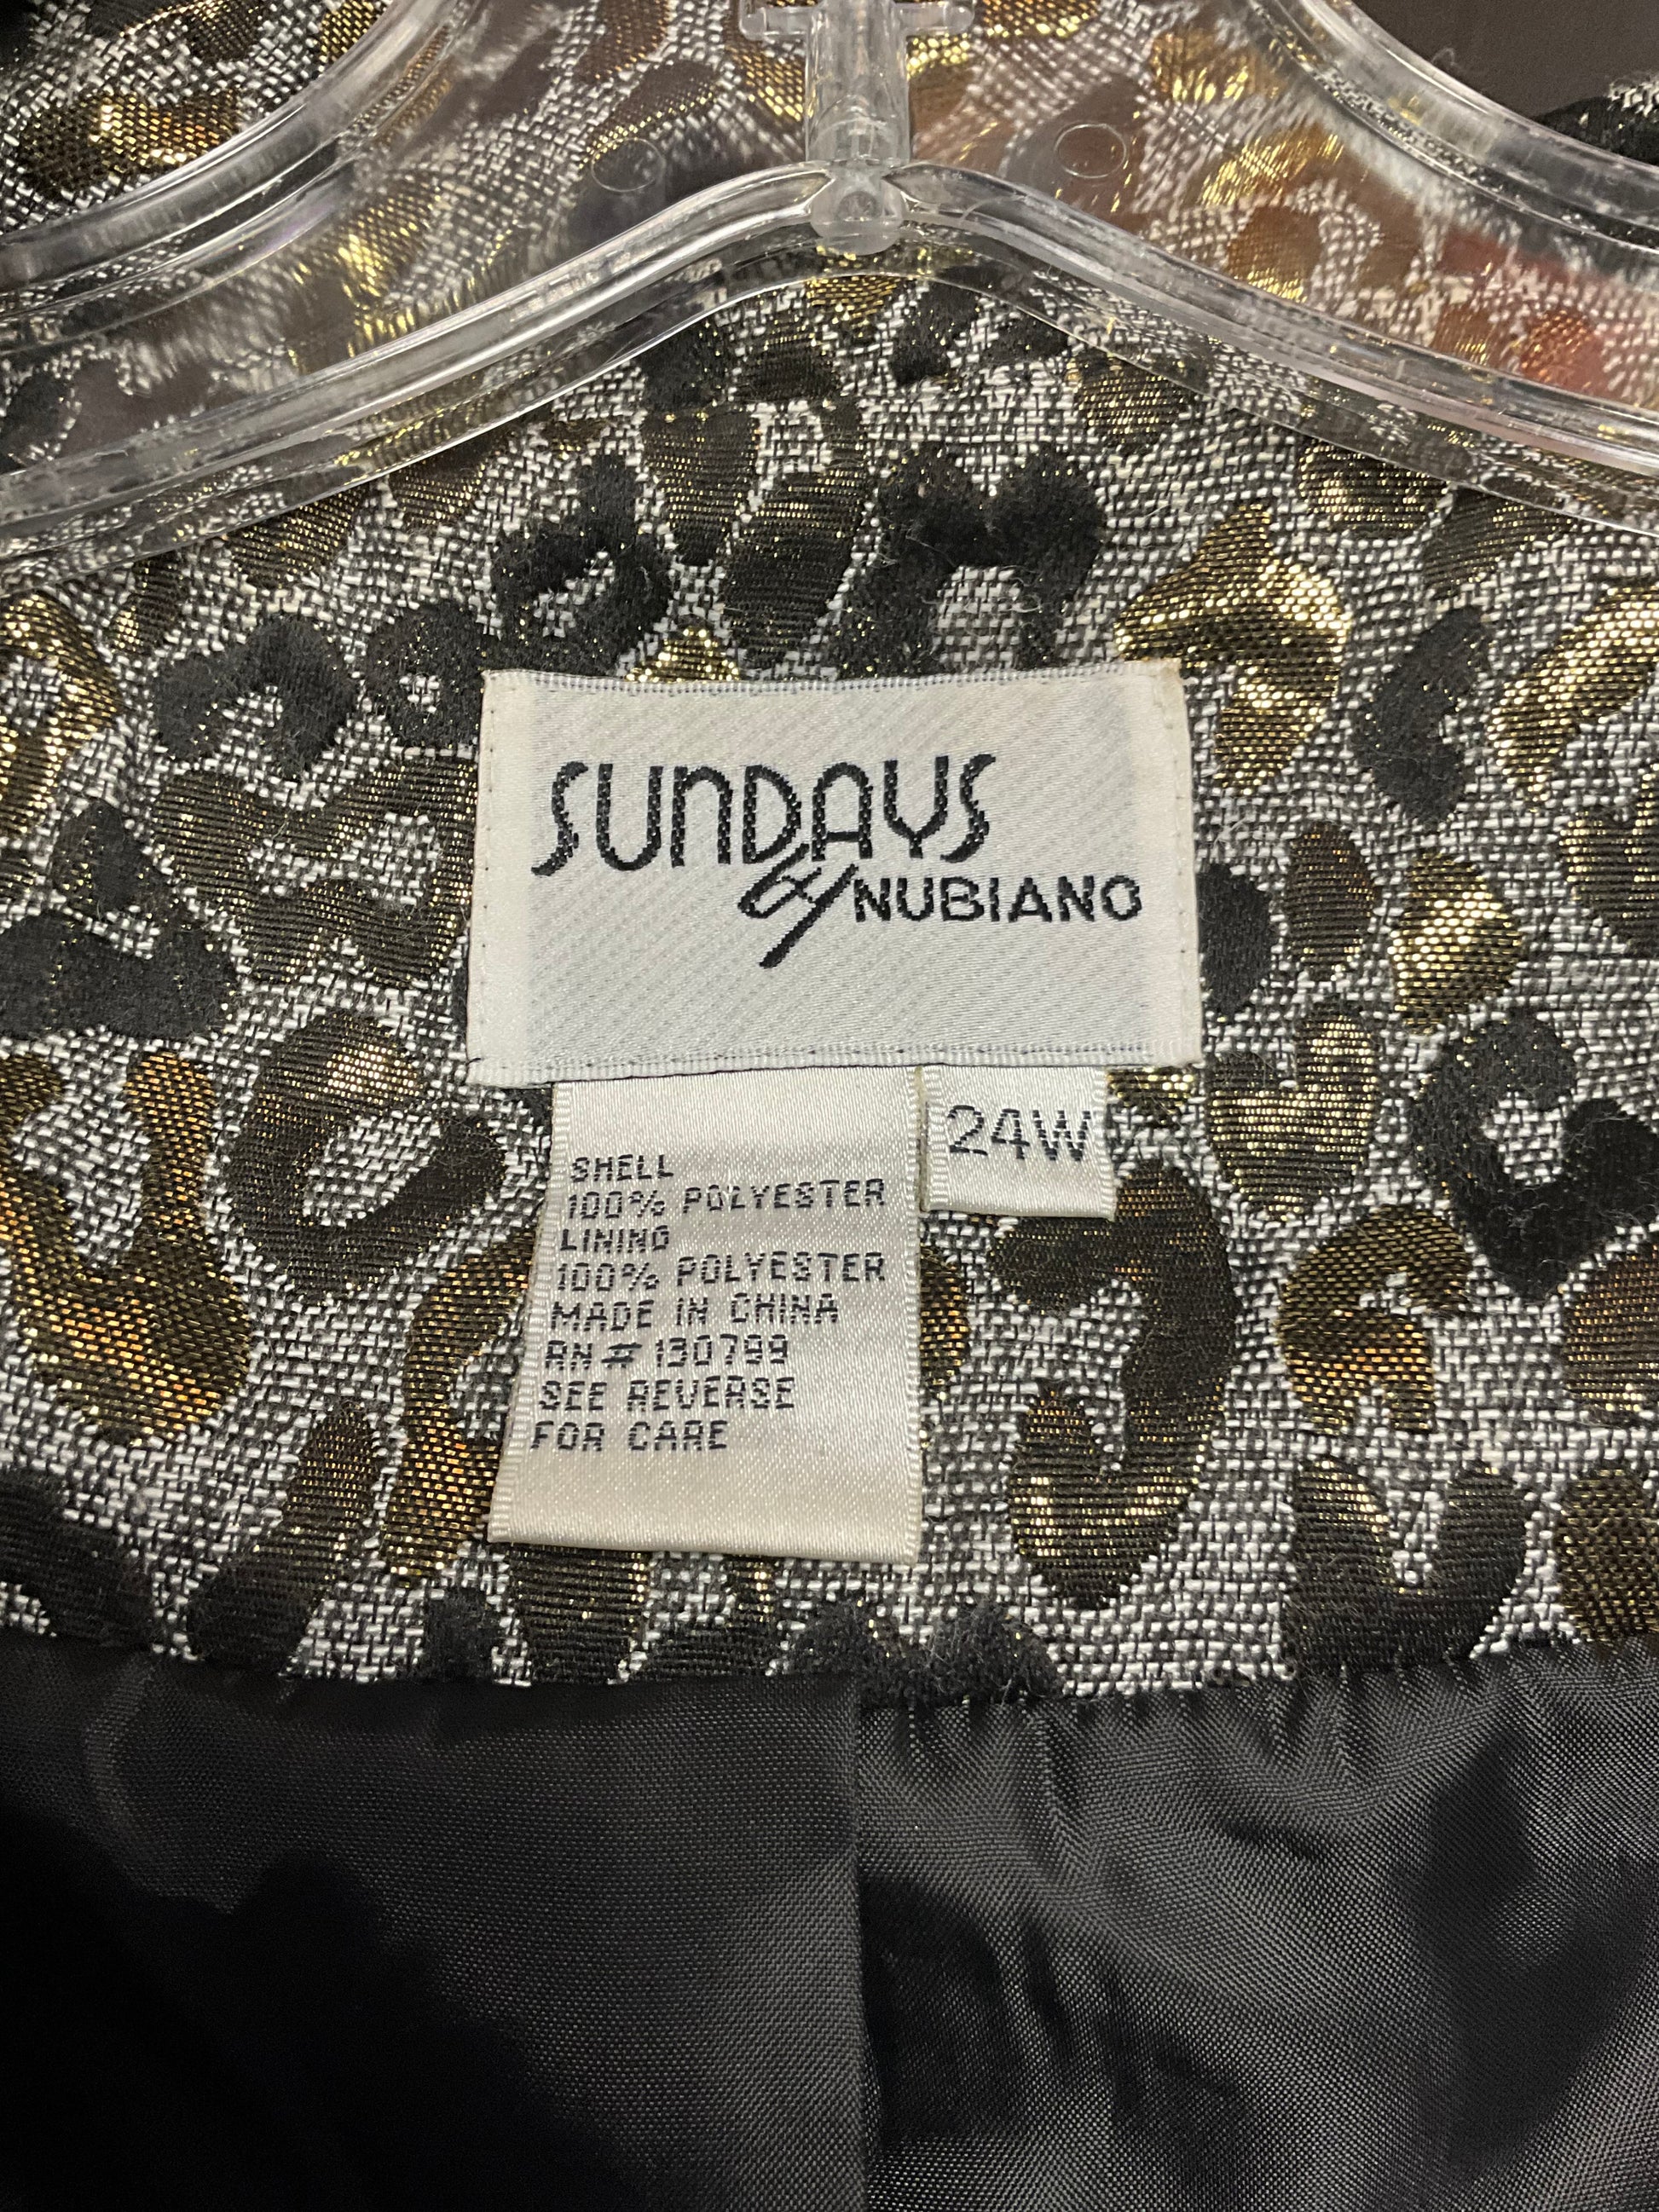 SUNDAYS
by NUBIANO
24W
SHELL
100% POLYESTER
LINING
100% POLYESTER
MADE IN CHINA
RN # 130799
SEE REVERSE
FOR CARE